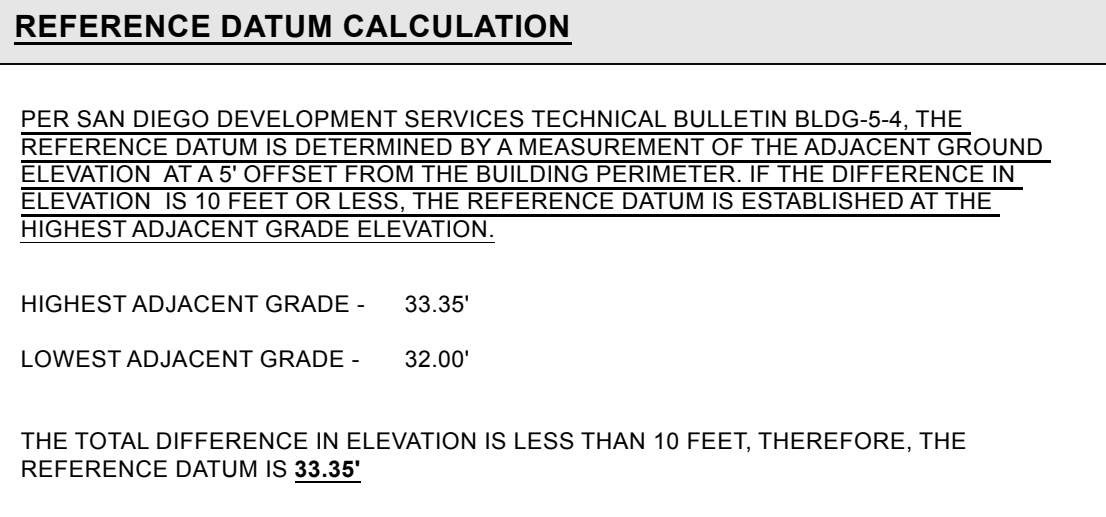 REFERENCE DATUM CALCULATION
PER SAN DIEGO DEVELOPMENT SERVICES TECHNICAL BULLETIN BLDG-5-4, THE
REFERENCE DATUM IS DETERMINED BY A MEASUREMENT OF THE ADJACENT GROUND
ELEVATION AT A 5' OFFSET FROM THE BUILDING PERIMETER. IF THE DIFFERENCE IN
ELEVATION IS 10 FEET OR LESS, THE REFERENCE DATUM IS ESTABLISHED AT THE
HIGHEST ADJACENT GRADE ELEVATION.
HIGHEST ADJACENT GRADE - 33.35'
LOWEST ADJACENT GRADE - 32.00'
THE TOTAL DIFFERENCE IN ELEVATION IS LESS THAN 10 FEET, THEREFORE, THE
REFERENCE DATUM IS 33.35'